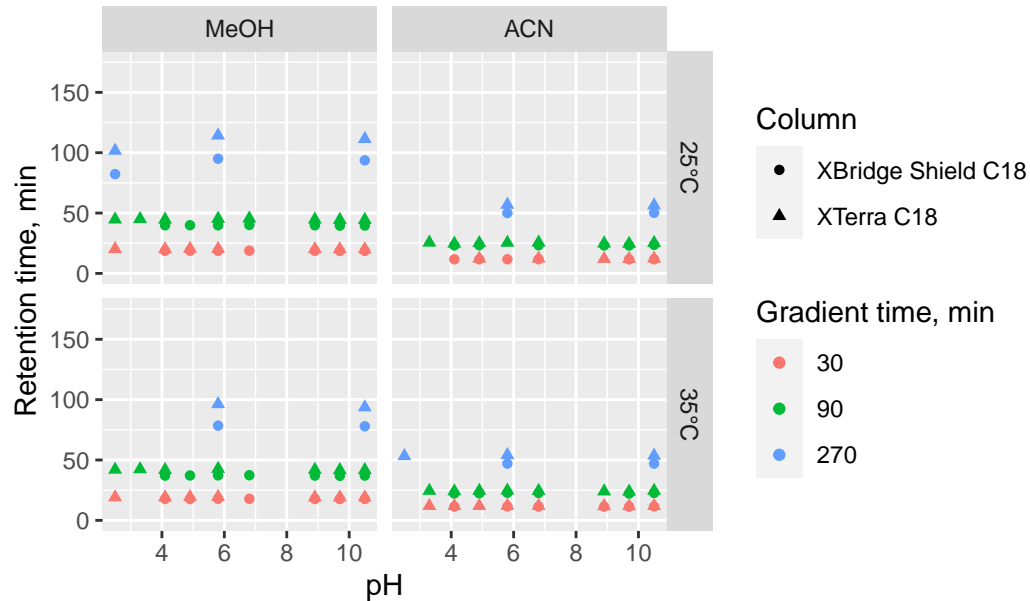 MeOH
ACN
Retention time, min
150
100
50
0
25°C
150
100
50
0
35°C
4
6
8
10
4
6
8
10
pH
Column
XBridge Shield C18
XTerra C18
Gradient time, min
30
90
270